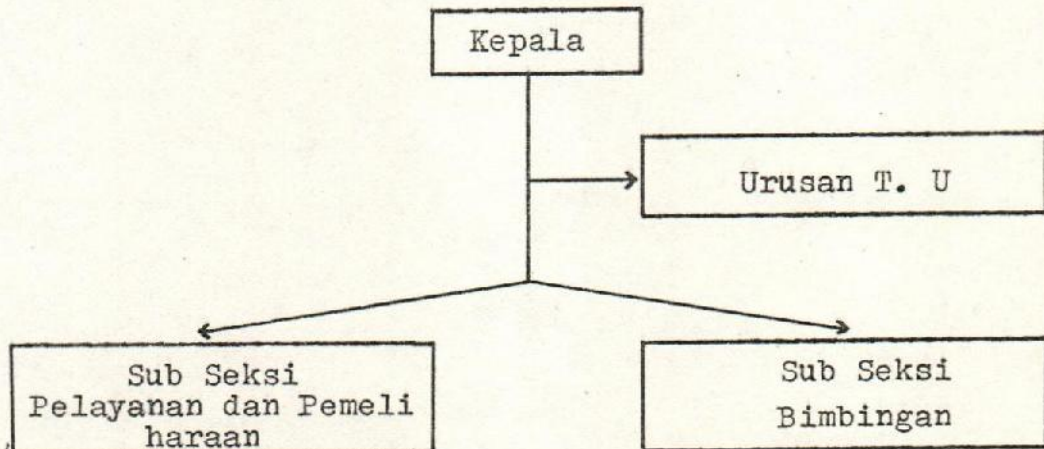 Kepala
Urusan T. U
Sub Seksi
Pelayanan dan Pemeli
haraan
Sub Seksi
Bimbingan